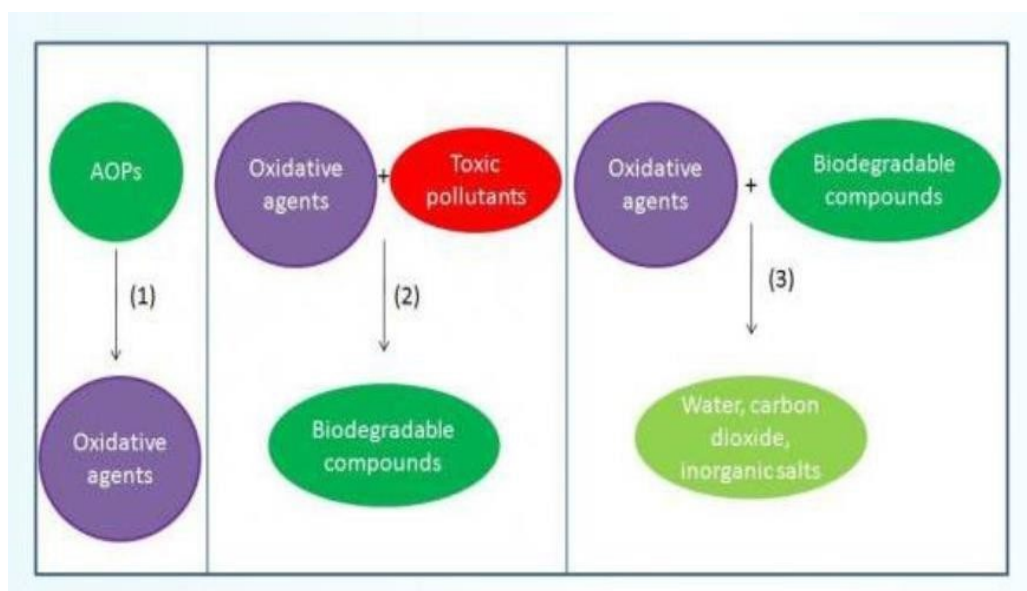 AOPs
(1)
Oxidative
agents
Oxidative
agents
+
Toxic
pollutants
(2)
Biodegradable
compounds
Oxidative
agents
+
Biodegradable
compounds
(3)
Water, carbon
dioxide,
inorganic salts